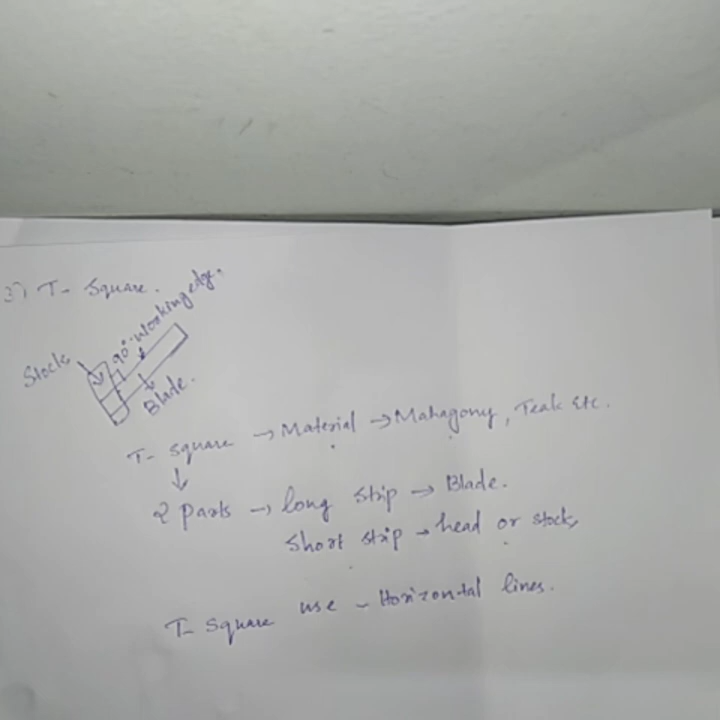 3) T- Square.
90° working edge.
Stock
Blade.
T- square → Material → Mahagony, Teak etc.
↓
2 Parts → long strip → Blade.
Short strip → head or stock
T- Square use - Horizontal lines.